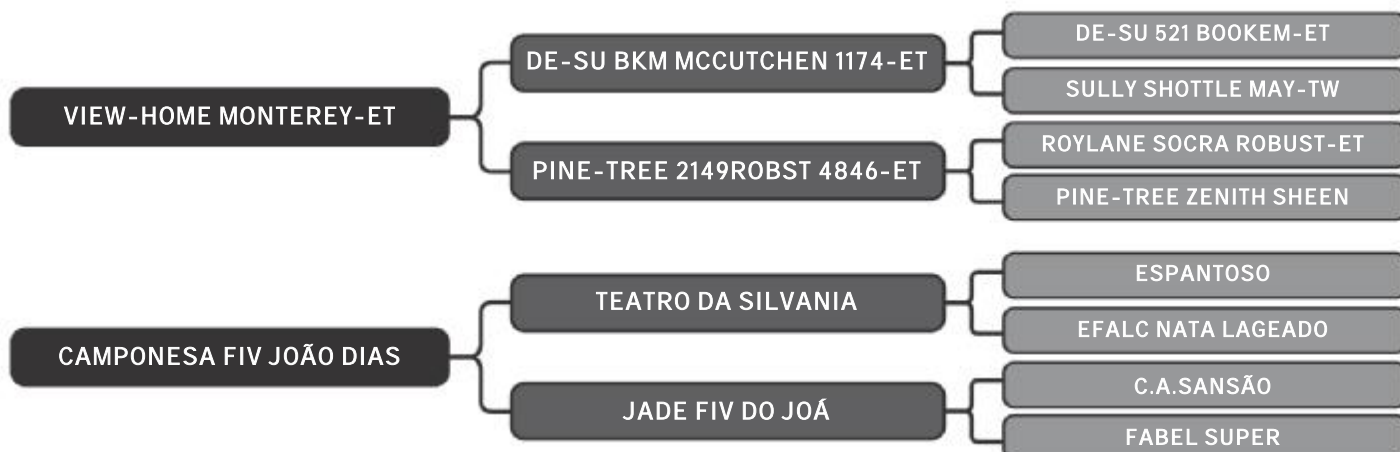 VIEW-HOME MONTEREY-ET
DE-SU BKM MCCUTCHEN 1174-ET
DE-SU 521 BOOKEM-ET
SULLY SHOTTLE MAY-TW
PINE-TREE 2149ROBST 4846-ET
ROYLANE SOCRA ROBUST-ET
PINE-TREE ZENITH SHEEN
CAMPONESA FIV JOÃO DIAS
TEATRO DA SILVANIA
ESPANTOSO
EFALC NATA LAGEADO
JADE FIV DO JOÁ
C.A.SANSÃO
FABEL SUPER